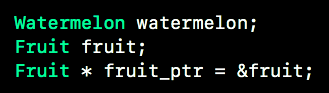 Watermelon watermelon;
Fruit fruit;
Fruit * fruit_ptr = &fruit;